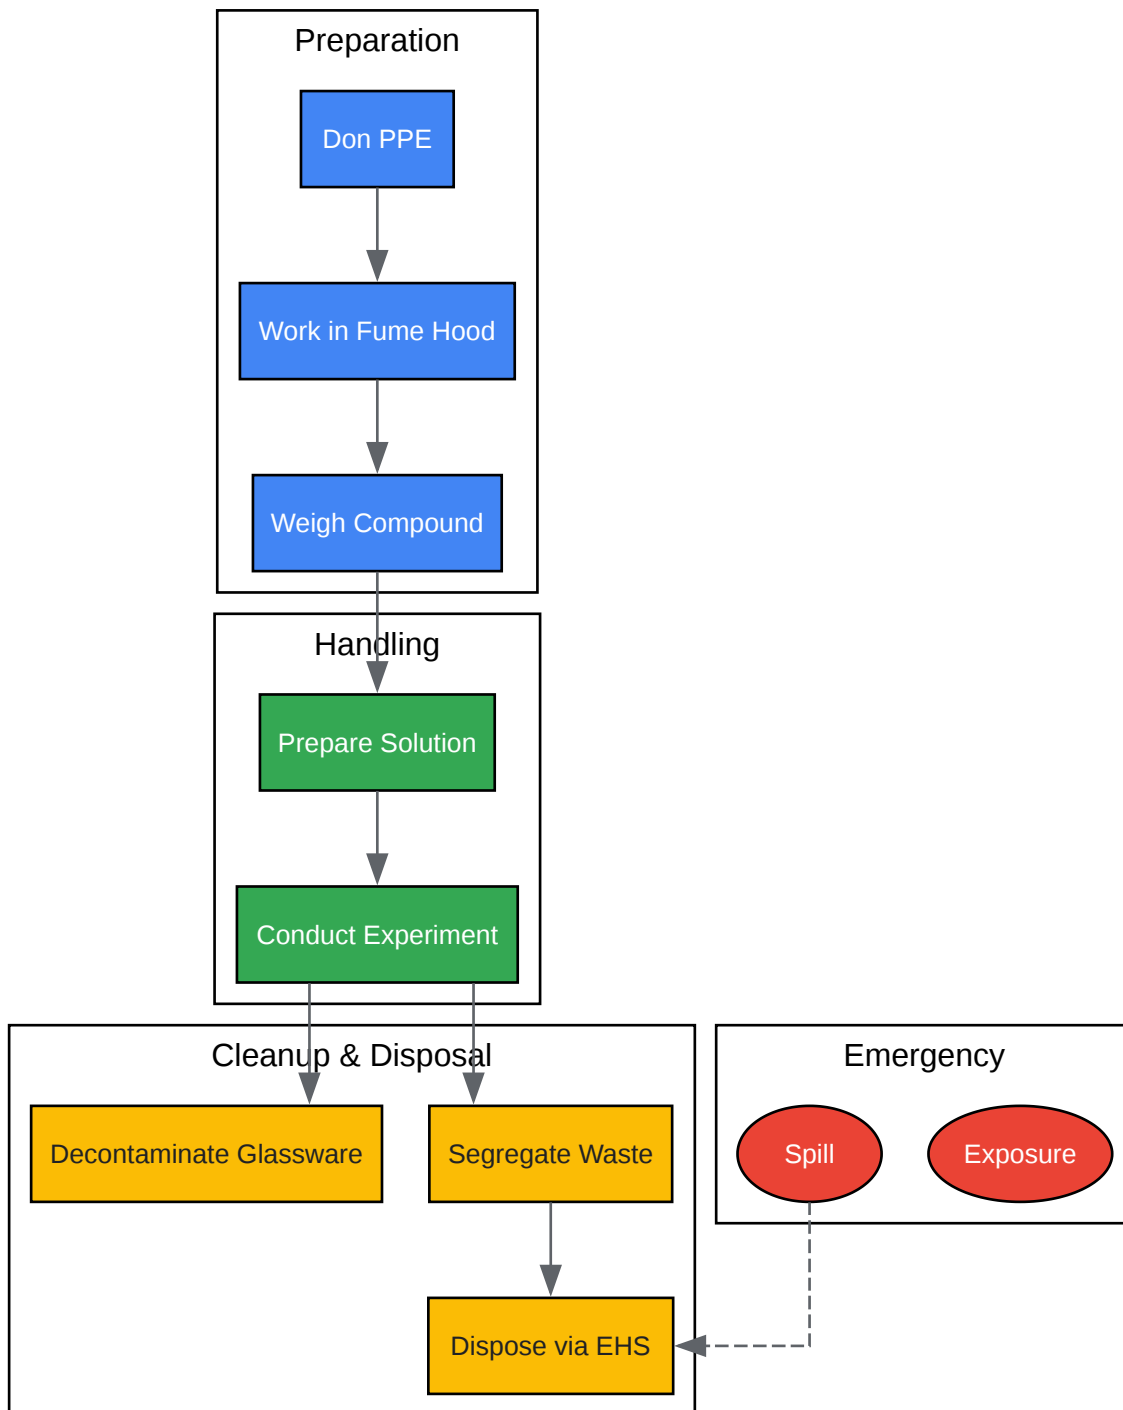 Preparation
Don PPE
Work in Fume Hood
Weigh Compound
Handling
Prepare Solution
Conduct Experiment
Cleanup & Disposal
Emergency
Decontaminate Glassware
Segregate Waste
Spill
Exposure
Dispose via EHS